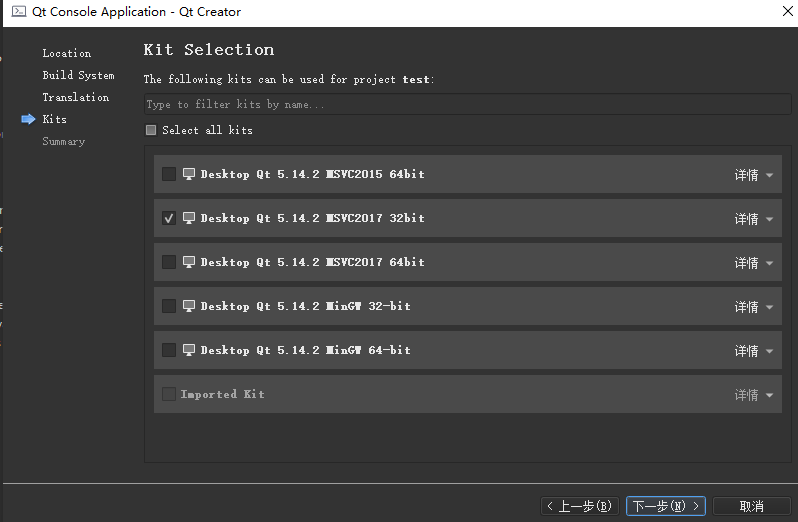 Qt Console Application - Qt Creator
Location
Build System
Translation
Kits
Summary
Kit Selection
The following kits can be used for project test:
Type to filter kits by name...
Select all kits
Desktop Qt 5.14.2 MSVC2015 64bit 详情
Desktop Qt 5.14.2 MSVC2017 32bit 详情
Desktop Qt 5.14.2 MSVC2017 64bit 详情
Desktop Qt 5.14.2 MinGW 32-bit 详情
Desktop Qt 5.14.2 MinGW 64-bit 详情
Imported Kit 详情
< 上一步(B) 下一步(N) > 取消